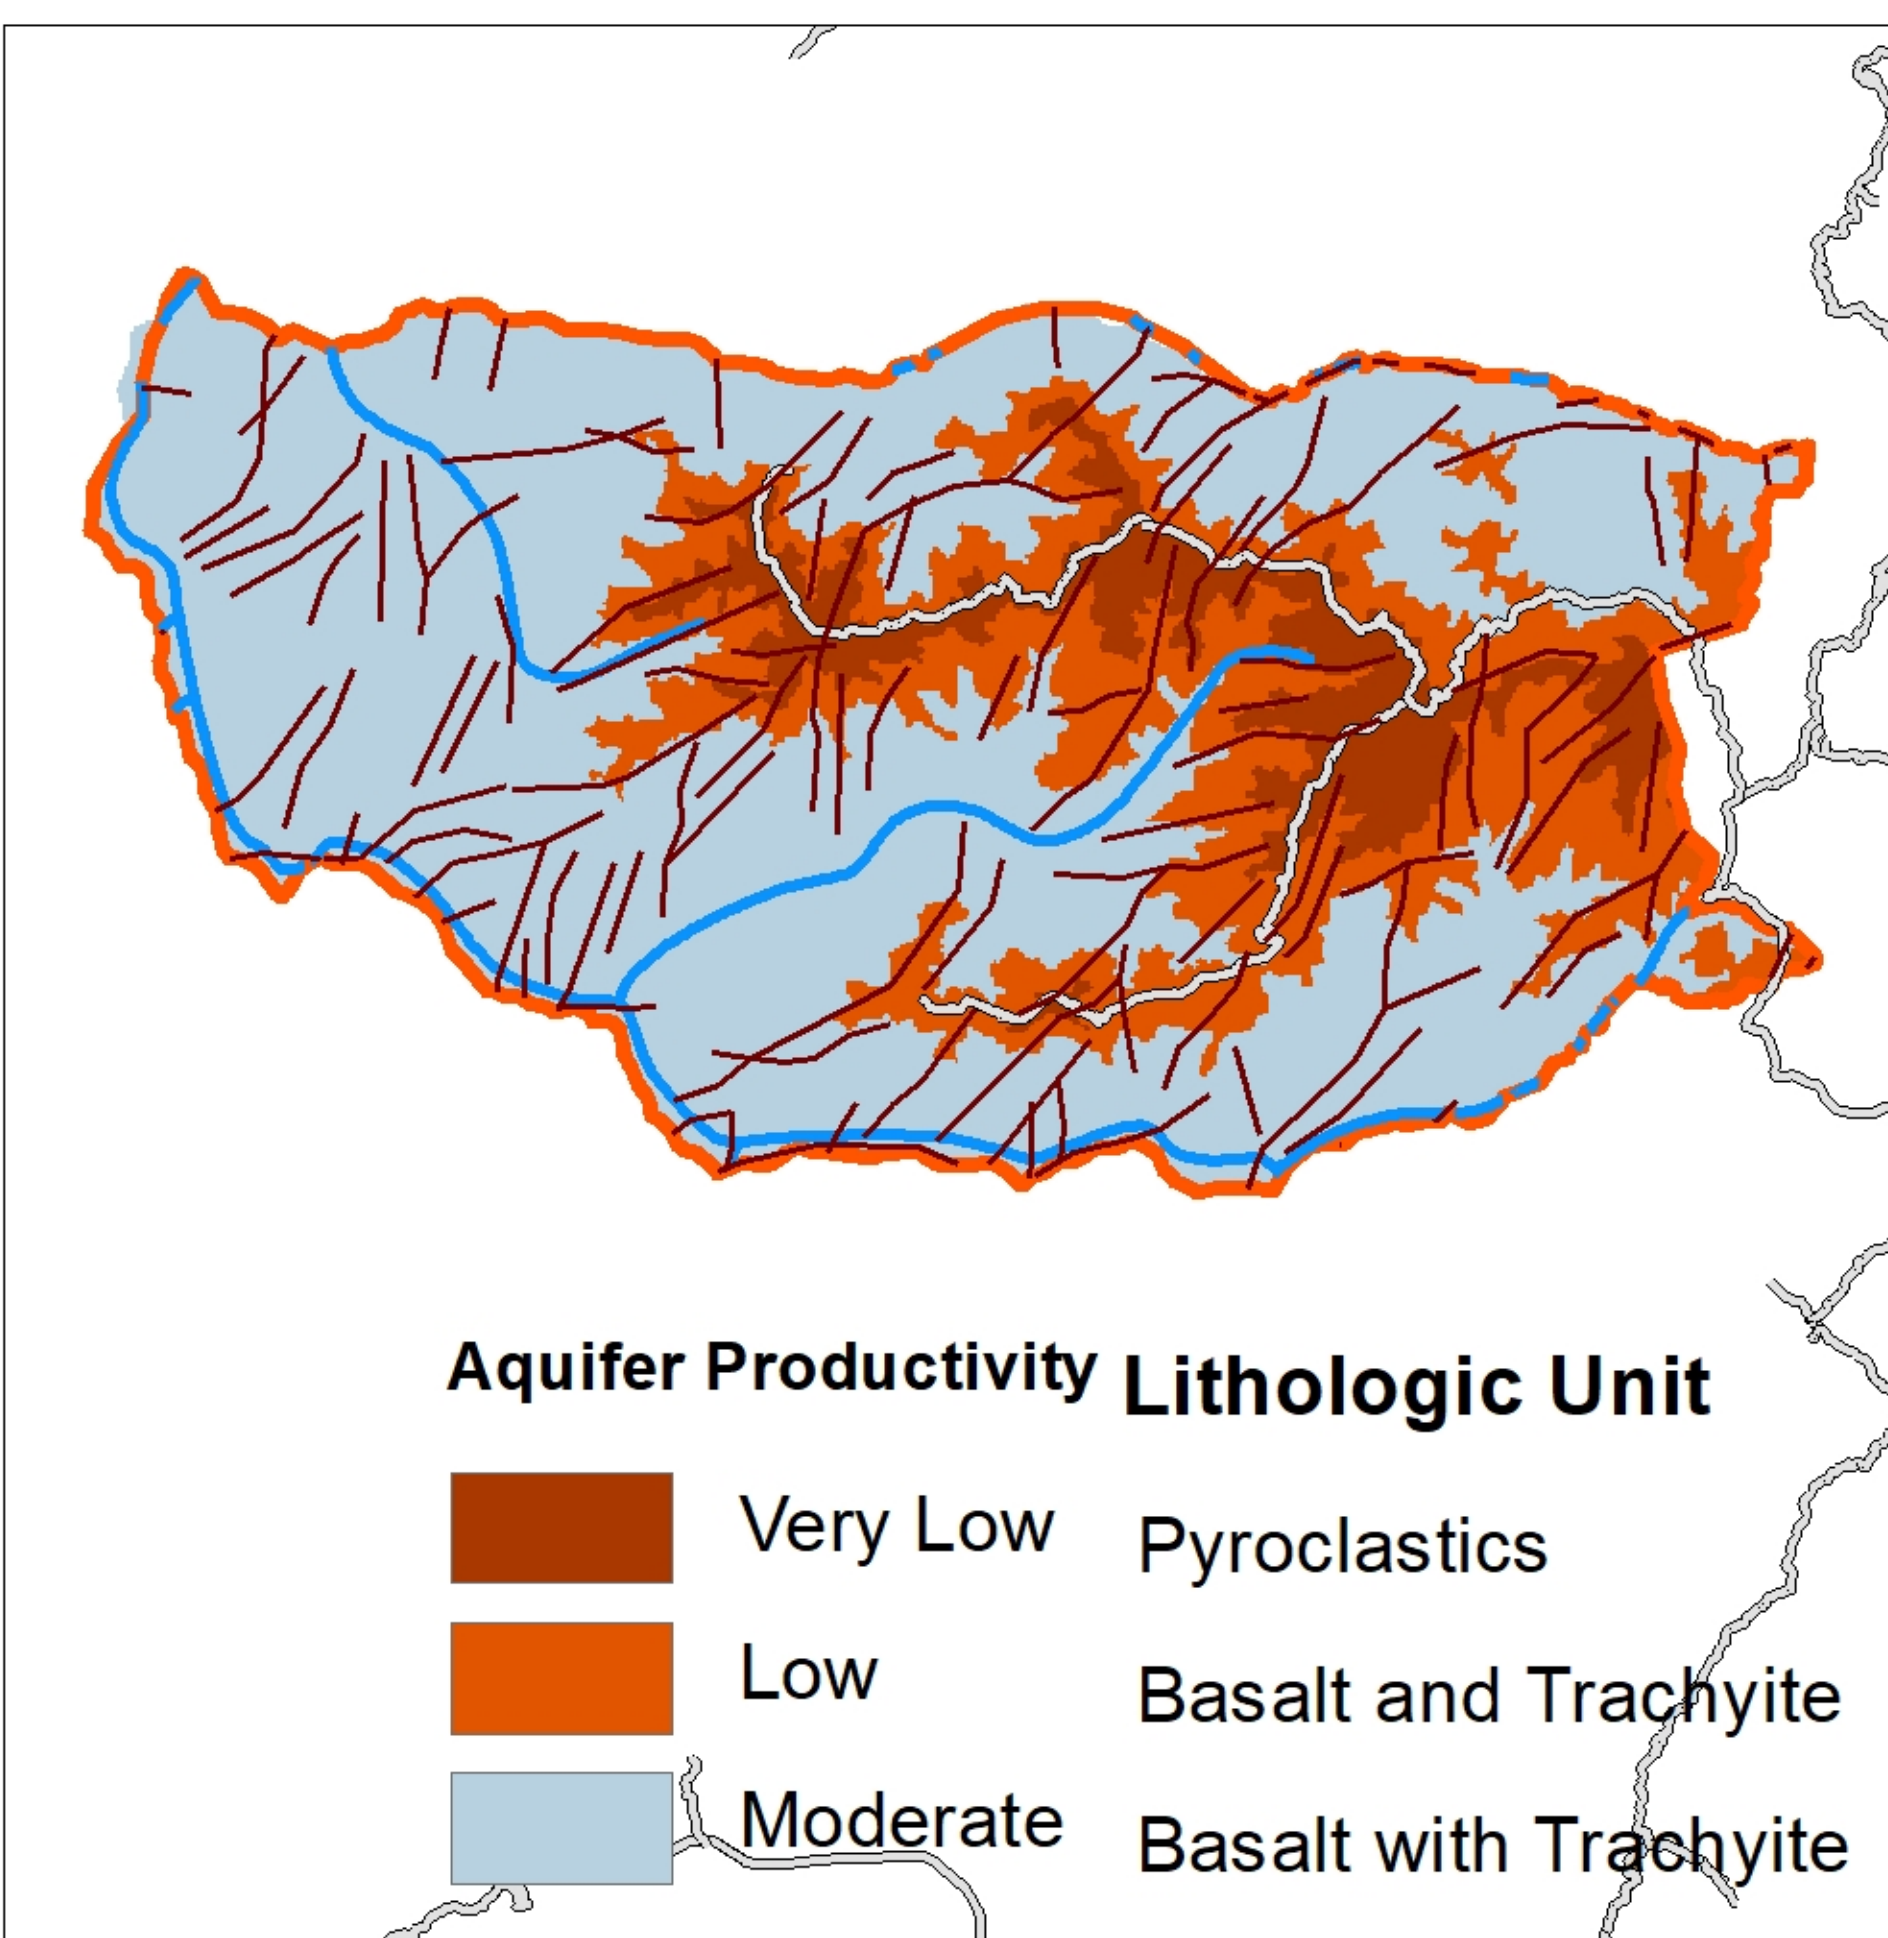 Aquifer Productivity Lithologic Unit
Very Low Pyroclastics
Low Basalt and Trachyite
Moderate Basalt with Trachyite